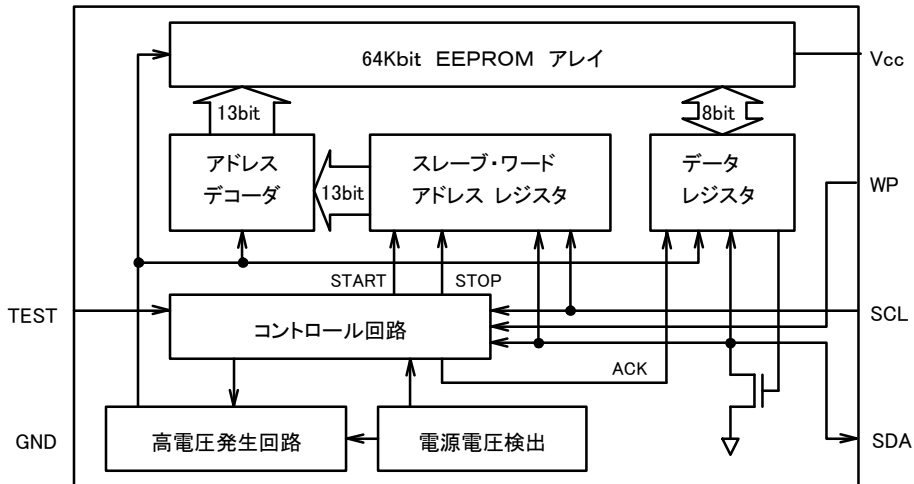 64Kbit EEPROM アレイ
Vcc
13bit
8bit
アドレス
デコーダ
13bit
スレーブ・ワード
アドレス レジスタ
データ
レジスタ
WP
START
STOP
TEST
コントロール回路
SCL
ACK
GND
高電圧発生回路
電源電圧検出
SDA